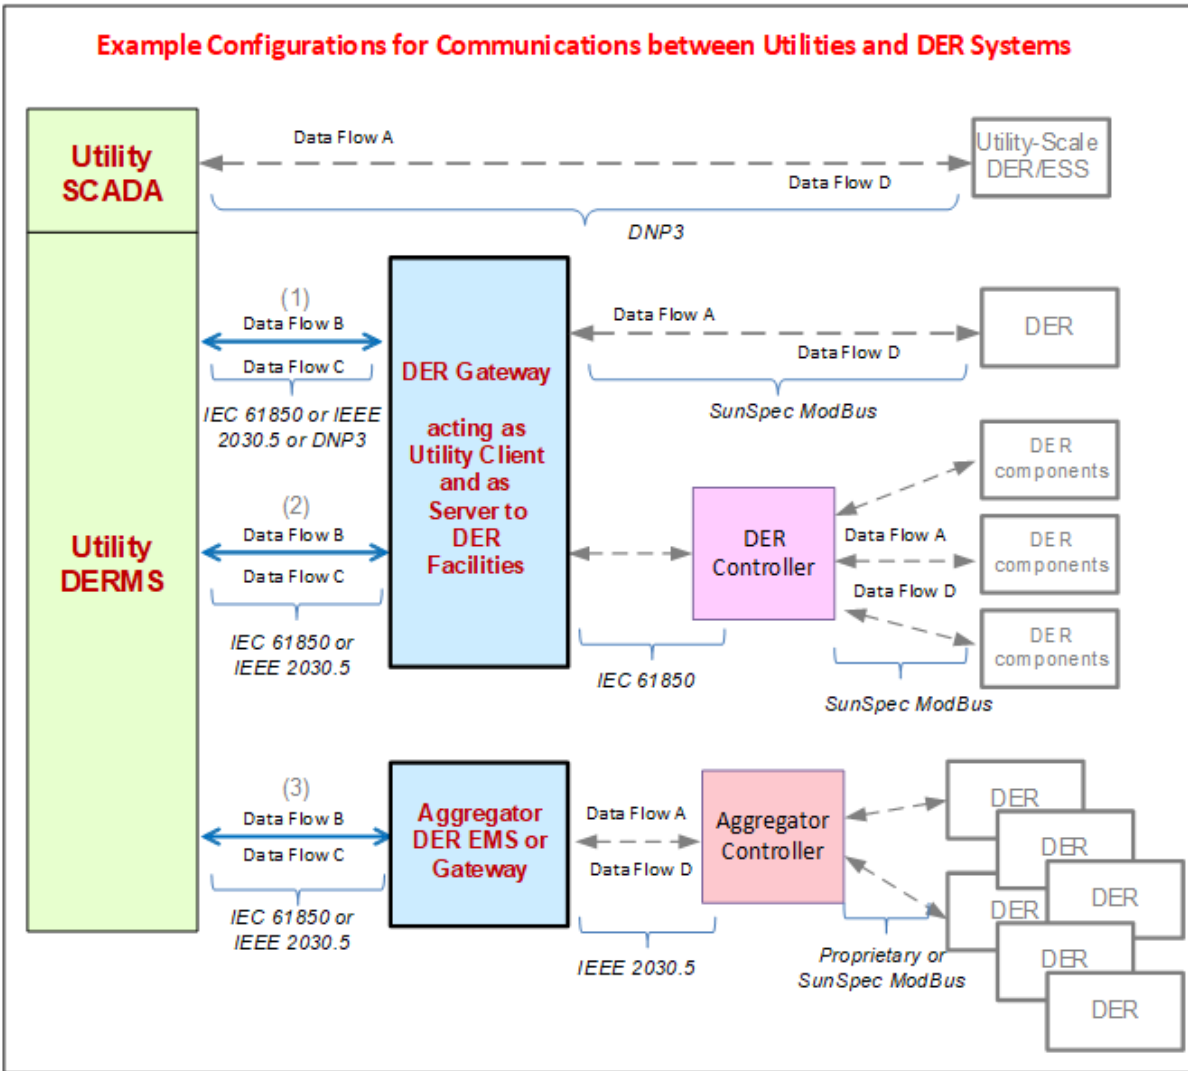 Example Configurations for Communications between Utilities and DER Systems
Utility
SCADA
Data Flow A
Data Flow D
DNP3
Utility-Scale
DER/ESS
Utility
DERMS
(1)
Data Flow B
Data Flow C
IEC 61850 or IEEE
2030.5 or DNP3
(2)
Data Flow B
Data Flow C
IEC 61850 or
IEEE 2030.5
DER Gateway
acting as
Utility Client
and as
Server to
DER
Facilities
Data Flow A
Data Flow D
SunSpec ModBus
DER
IEC 61850
DER
Controller
Data Flow A
Data Flow D
SunSpec ModBus
DER
components
DER
components
DER
components
(3)
Data Flow B
Data Flow C
IEC 61850 or
IEEE 2030.5
Aggregator
DER EMS or
Gateway
Data Flow A
Data Flow D
IEEE 2030.5
Aggregator
Controller
Proprietary or
SunSpec ModBus
DER
DER
DER
DER
DER
DER